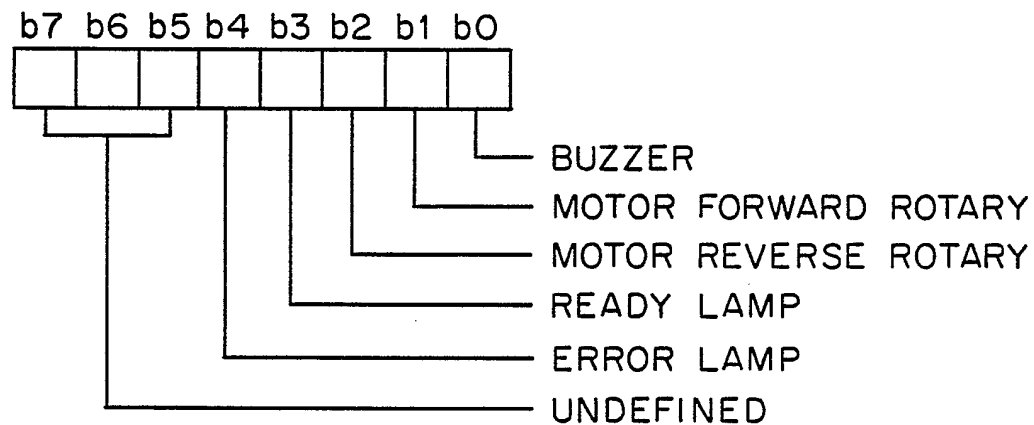 b7 b6 b5 b4 b3 b2 b1 b0
BUZZER
MOTOR FORWARD ROTARY
MOTOR REVERSE ROTARY
READY LAMP
ERROR LAMP
UNDEFINED